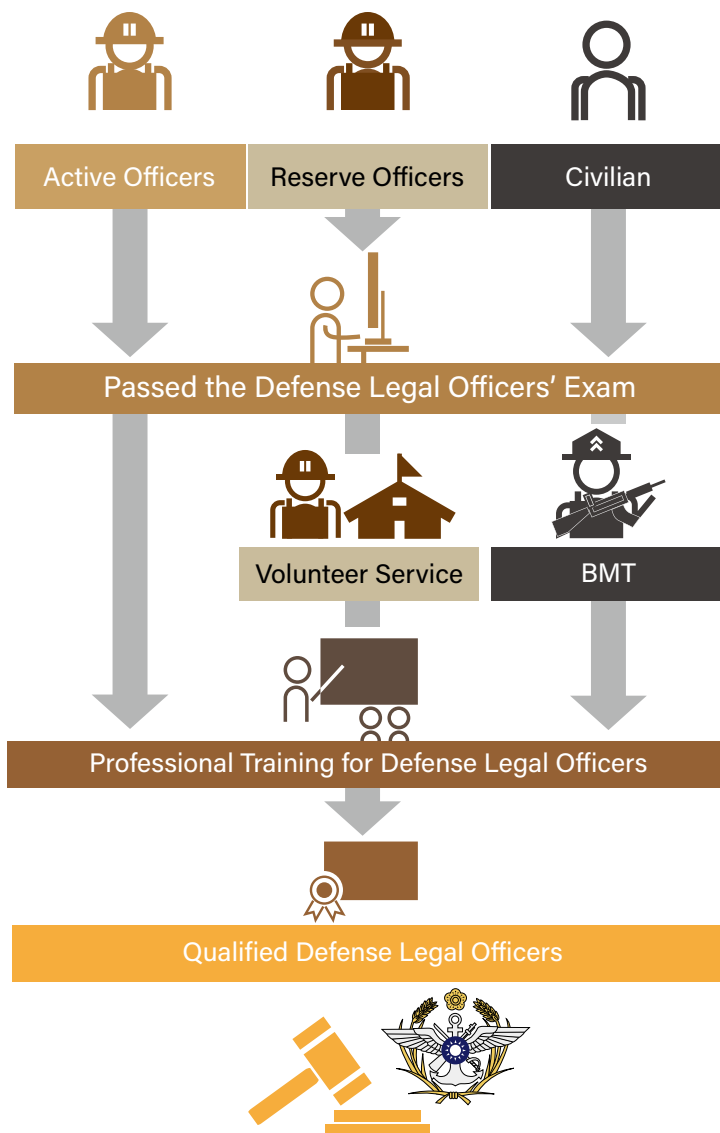 Active Officers
Reserve Officers
Civilian
Passed the Defense Legal Officers’ Exam
Volunteer Service
BMT
Professional Training for Defense Legal Officers
Qualified Defense Legal Officers